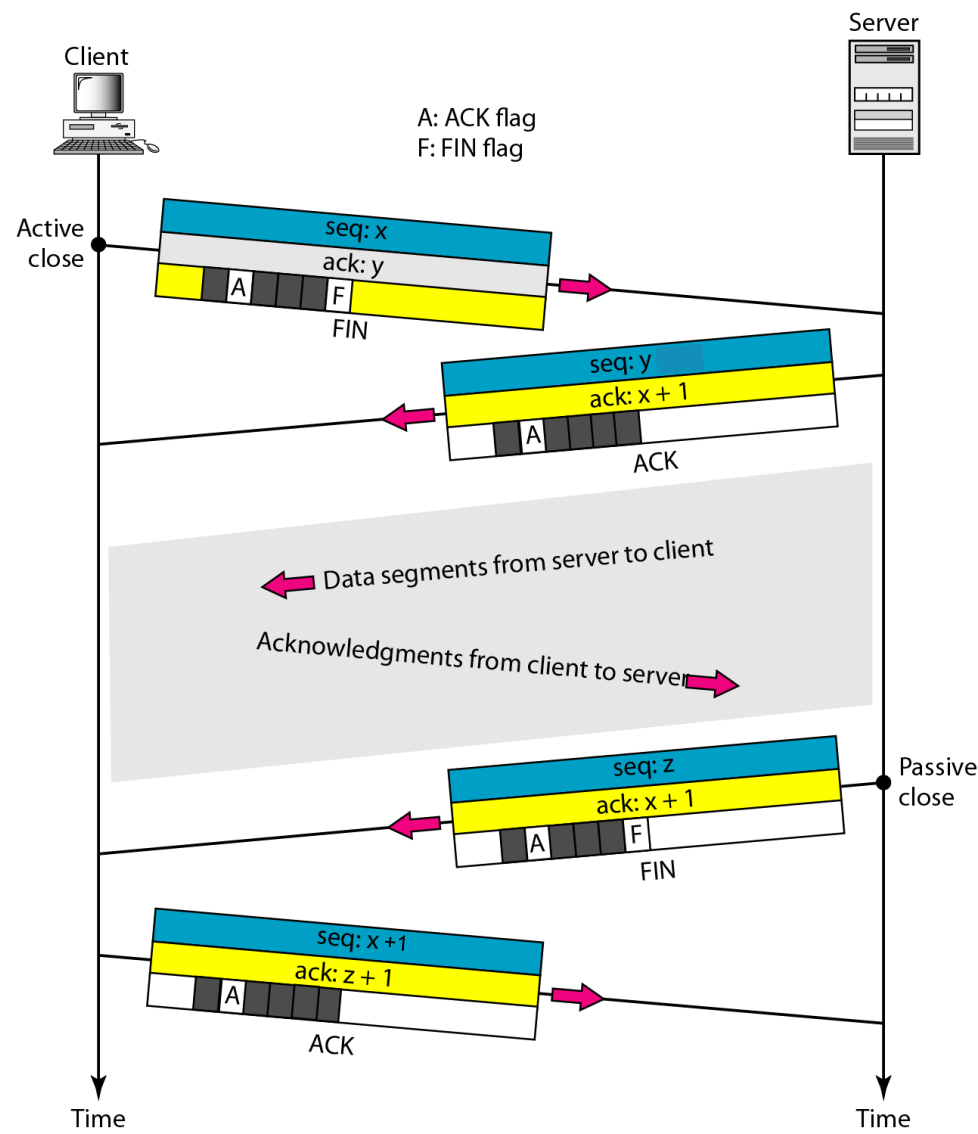 Server
Client
A: ACK flag
F: FIN flag
Active
close
seq: x
ack: y
A
F
FIN
seq: y
ack: x + 1
A
ACK
Data segments from server to client
Acknowledgments from client to server
Passive
close
seq: z
ack: x + 1
A
F
FIN
seq: x +1
ack: z + 1
A
ACK
Time
Time